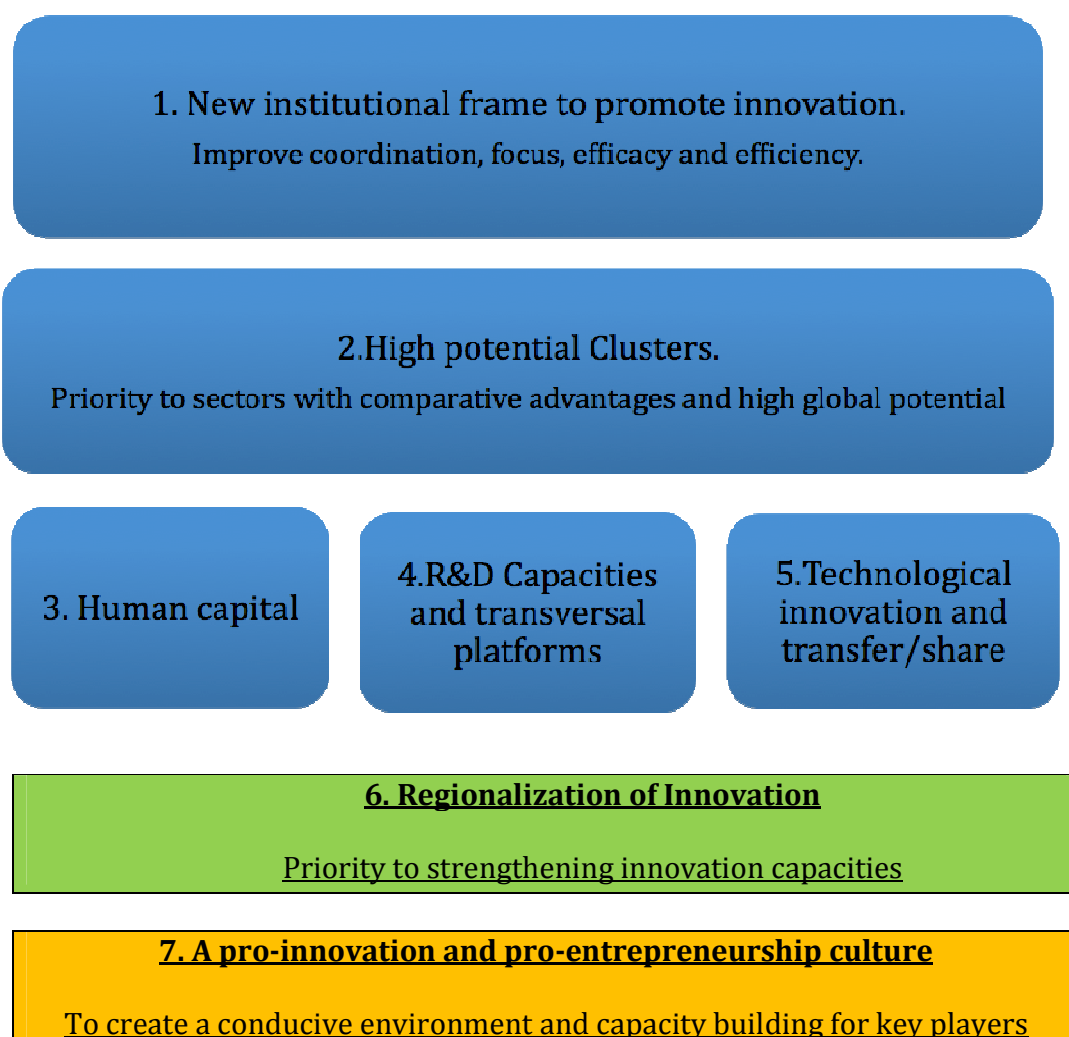 1. New institutional frame to promote innovation.
Improve coordination, focus, efficacy and efficiency.
2.High potential Clusters.
Priority to sectors with comparative advantages and high global potential
3. Human capital
4.R&D Capacities
and transversal
platforms
5.Technological
innovation and
transfer/share
6. Regionalization of Innovation
Priority to strengthening innovation capacities
7. A pro-innovation and pro-entrepreneurship culture
To create a conducive environment and capacity building for key players